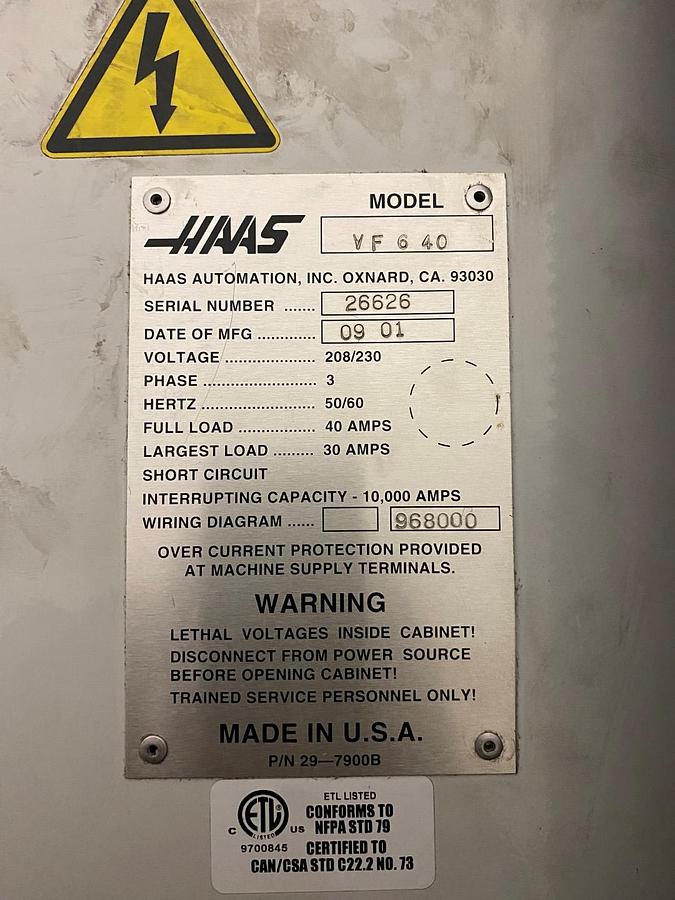 MODEL
HAAS
VF 6 40
HAAS AUTOMATION, INC. OXNARD, CA. 93030
SERIAL NUMBER ....... 26626
DATE OF MFG ............. 09 01
VOLTAGE .................... 208/230
PHASE ......................... 3
HERTZ ......................... 50/60
FULL LOAD ................. 40 AMPS
LARGEST LOAD ......... 30 AMPS
SHORT CIRCUIT
INTERRUPTING CAPACITY - 10,000 AMPS
WIRING DIAGRAM ...... 968000
OVER CURRENT PROTECTION PROVIDED
AT MACHINE SUPPLY TERMINALS.
WARNING
LETHAL VOLTAGES INSIDE CABINET!
DISCONNECT FROM POWER SOURCE
BEFORE OPENING CABINET!
TRAINED SERVICE PERSONNEL ONLY!
MADE IN U.S.A.
P/N 29—7900B
ETL LISTED
CONFORMS TO
NFPA STD 79
C ETL LISTED US
9700845
CERTIFIED TO
CAN/CSA STD C22.2 NO. 73